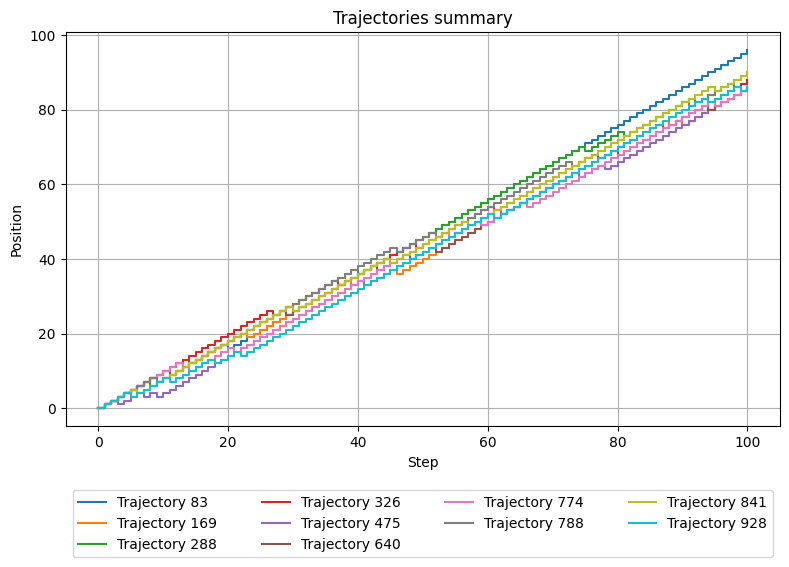 Trajectories summary
100
80
60
40
20
0
Position
0 20 40 60 80 100
Step
Trajectory 83 Trajectory 326 Trajectory 774 Trajectory 841
Trajectory 169 Trajectory 475 Trajectory 788 Trajectory 928
Trajectory 288 Trajectory 640